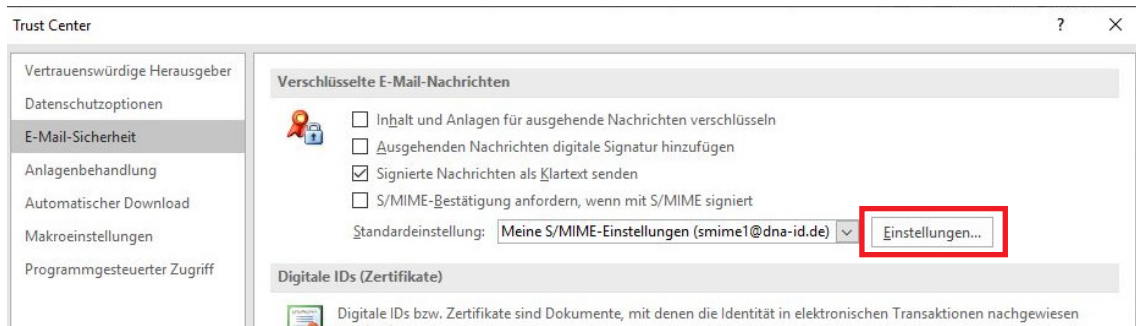 Trust Center
?
Vertrauenswürdige Herausgeber
Datenschutzoptionen
E-Mail-Sicherheit
Anlagenbehandlung
Automatischer Download
Makroeinstellungen
Programmgesteuerter Zugriff
Verschlüsselte E-Mail-Nachrichten
Inhalt und Anlagen für ausgehende Nachrichten verschlüsseln
Ausgehenden Nachrichten digitale Signatur hinzufügen
Signierte Nachrichten als Klartext senden
S/MIME-Bestätigung anfordern, wenn mit S/MIME signiert
Standardeinstellung: Meine S/MIME-Einstellungen (smime1@dna-id.de) Einstellungen...
Digitale IDs (Zertifikate)
Digitale IDs bzw. Zertifikate sind Dokumente, mit denen die Identität in elektronischen Transaktionen nachgewiesen